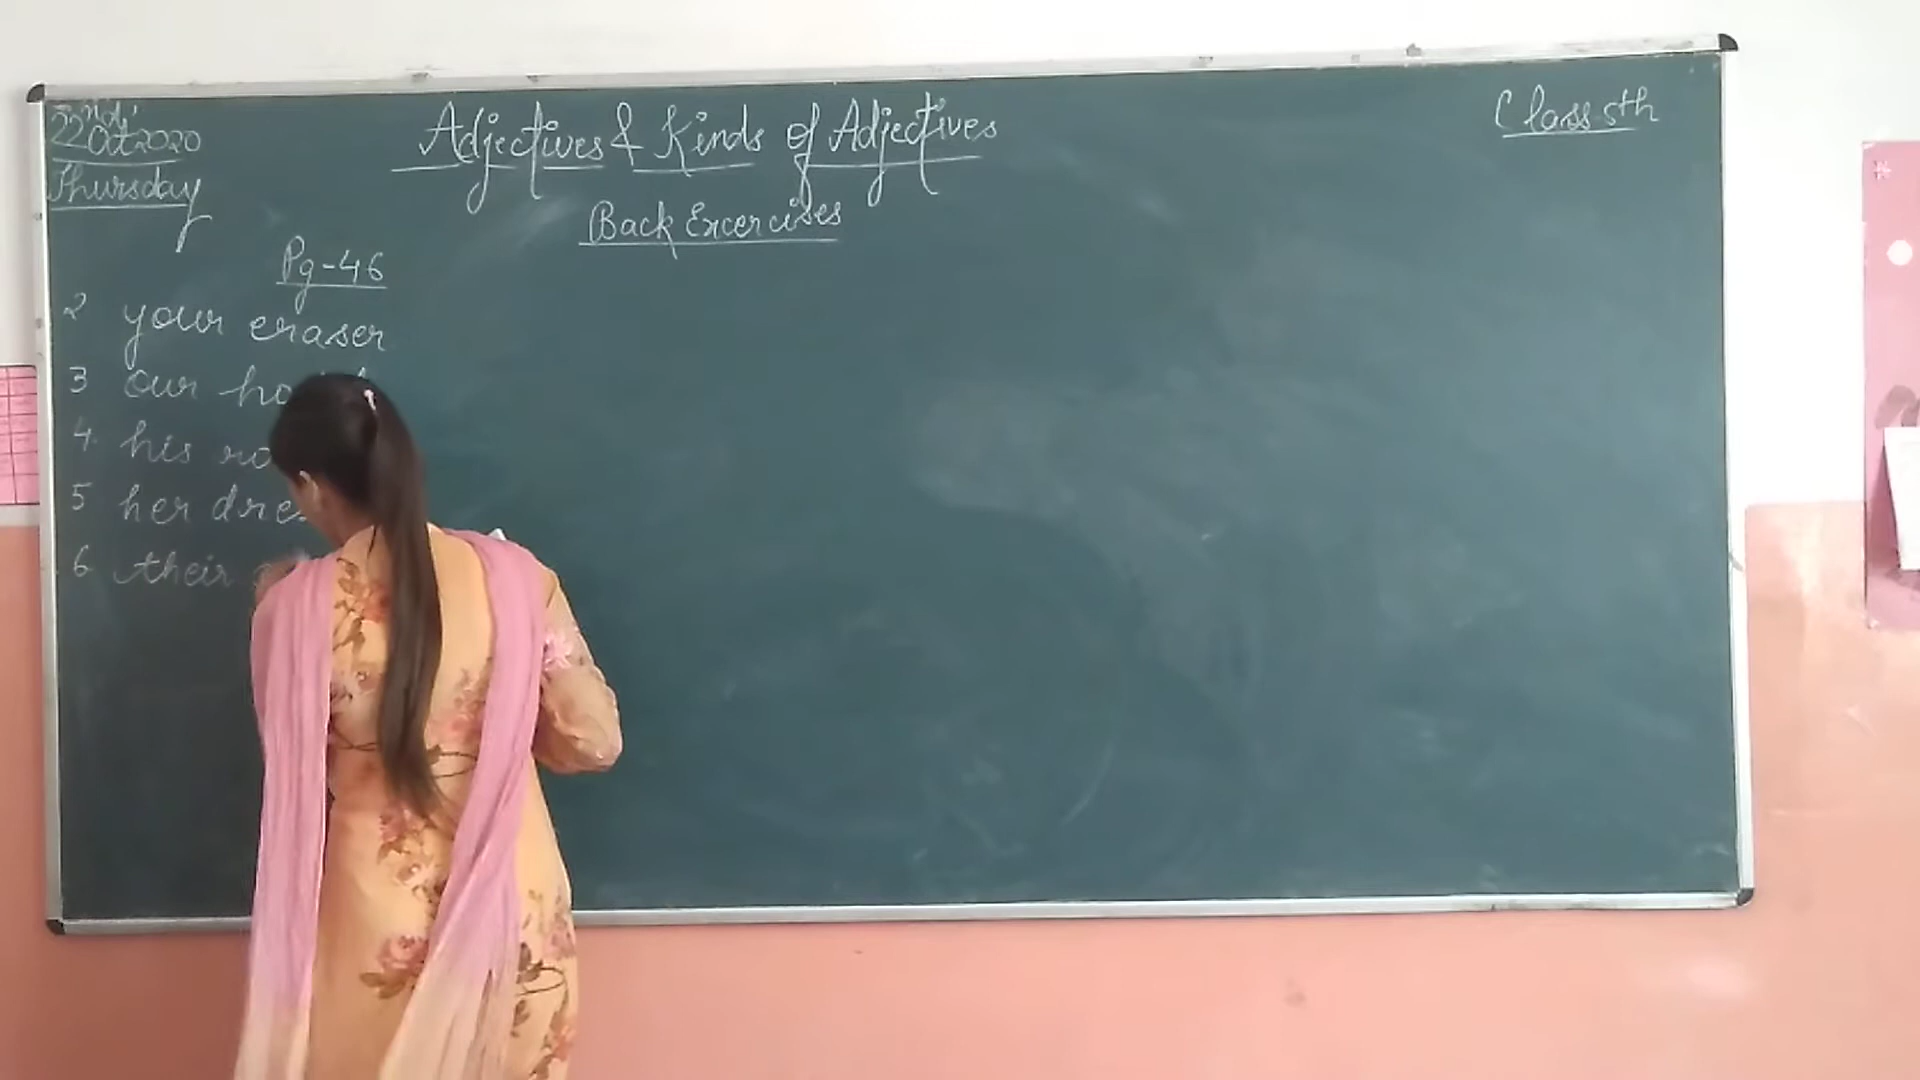 22nd Oct 2020
Thursday
Adjectives & Kinds of Adjectives
Class 5th
Back Excercises
Pg-46
2 your eraser
3 our
4. his
5 her
6 their